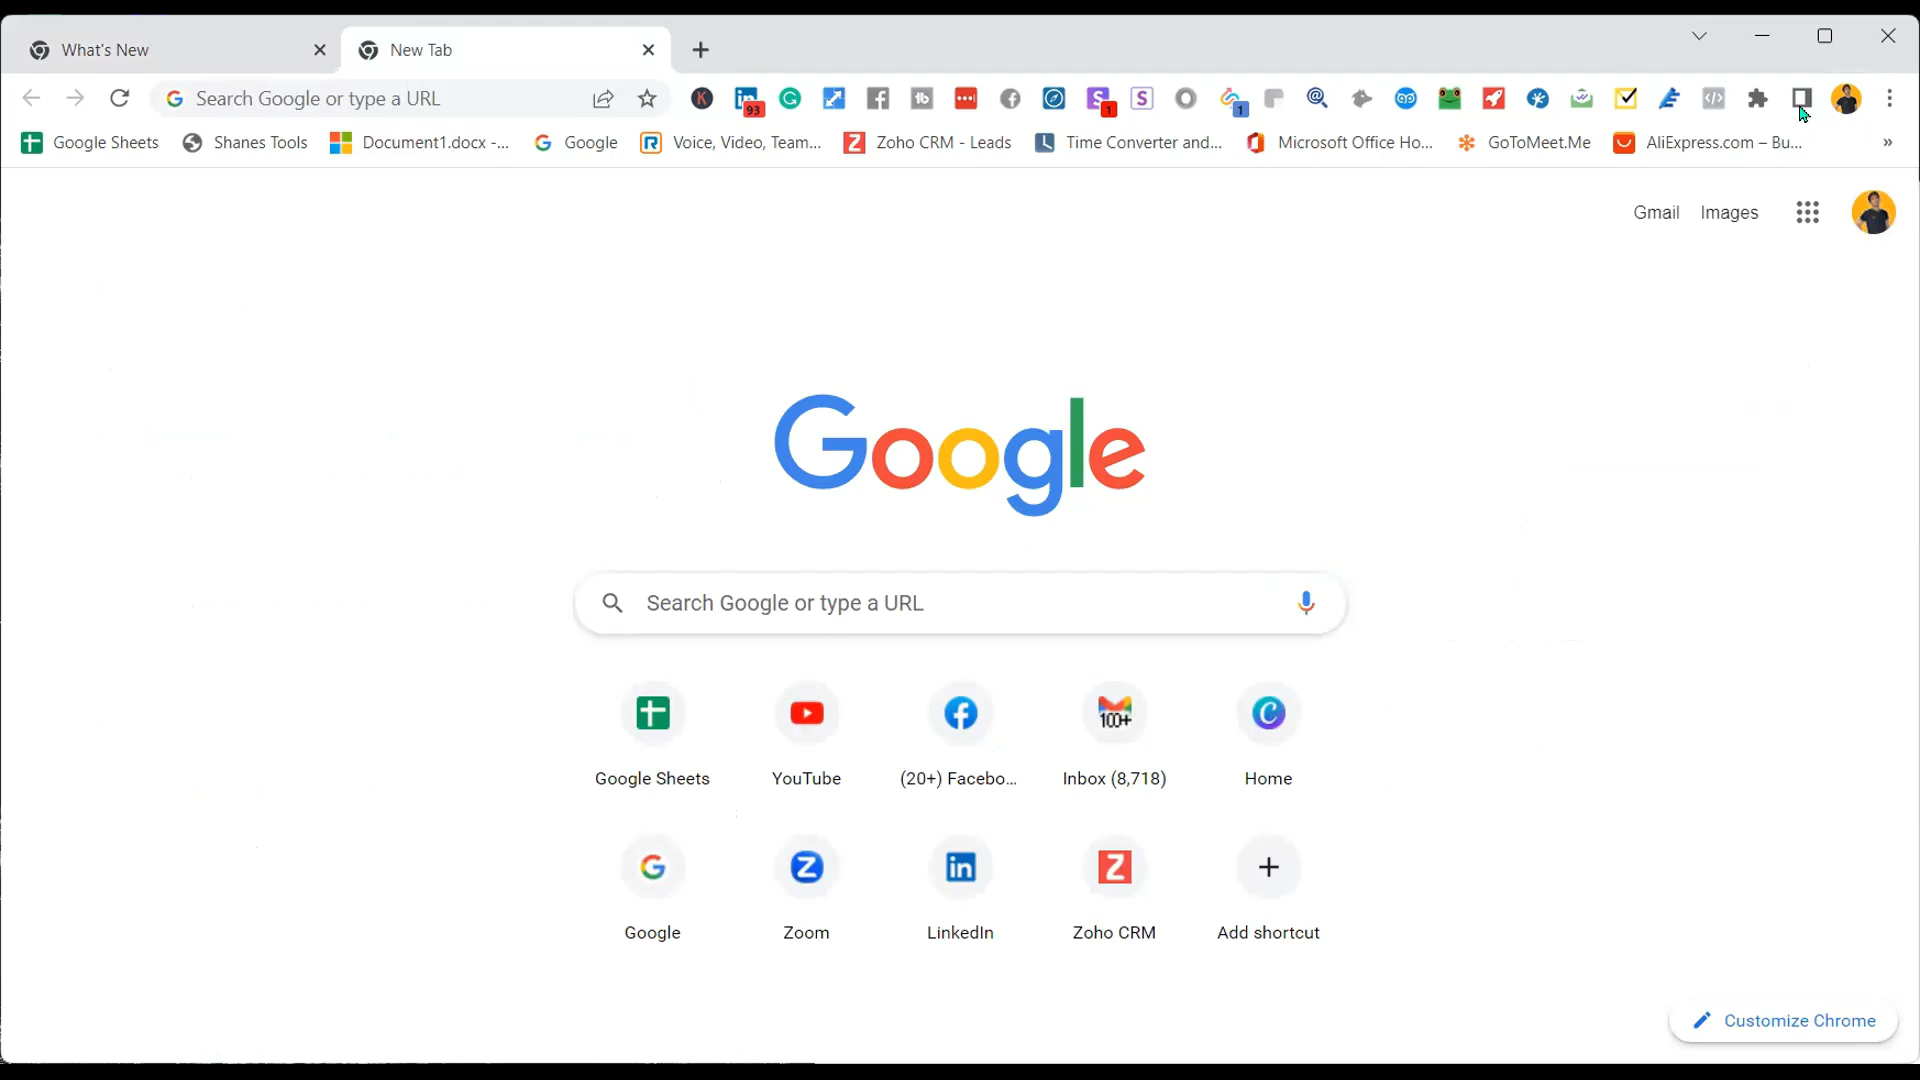 What's New
New Tab
Search Google or type a URL
93
1
1
Google Sheets
Shanes Tools
Document1.docx -...
Google
Voice, Video, Team...
Zoho CRM - Leads
Time Converter and...
Microsoft Office Ho...
GoToMeet.Me
AliExpress.com – Bu...
»
Gmail
Images
Google
Search Google or type a URL
100+
Google Sheets
YouTube
(20+) Facebo...
Inbox (8,718)
Home
Google
Zoom
LinkedIn
Zoho CRM
Add shortcut
Customize Chrome